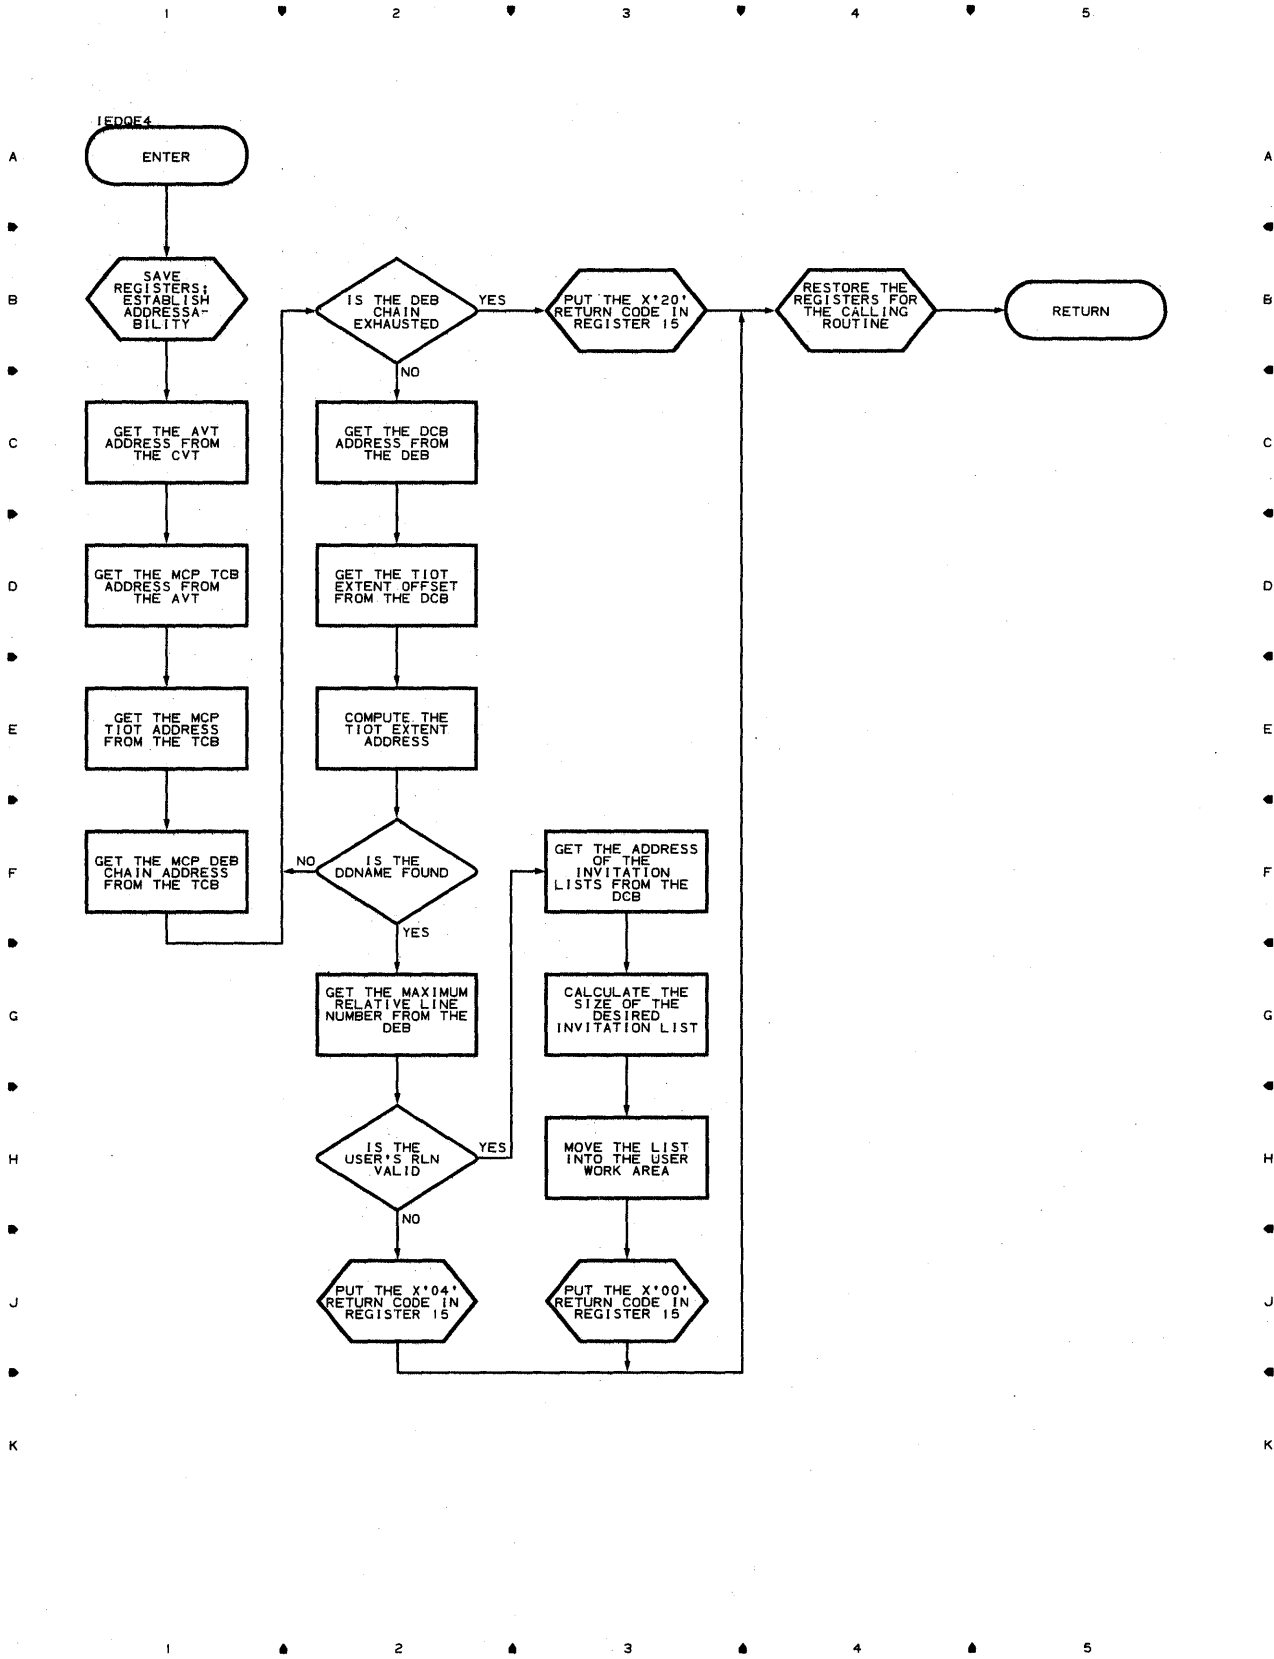 1 2 3 4 5
IEDQE4
A ENTER A
SAVE
REGISTERS;
ESTABLISH
ADDRESSA-
BILITY
B B
IS THE DEB
CHAIN
EXHAUSTED
YES
NO
PUT THE X'20'
RETURN CODE IN
REGISTER 15
RESTORE THE
REGISTERS FOR
THE CALLING
ROUTINE
RETURN
C C
GET THE AVT
ADDRESS FROM
THE CVT
GET THE DCB
ADDRESS FROM
THE DEB
D D
GET THE MCP TCB
ADDRESS FROM
THE AVT
GET THE TIOT
EXTENT OFFSET
FROM THE DCB
E E
GET THE MCP
TIOT ADDRESS
FROM THE TCB
COMPUTE THE
TIOT EXTENT
ADDRESS
F F
GET THE MCP DEB
CHAIN ADDRESS
FROM THE TCB
NO
IS THE
DDNAME FOUND
YES
GET THE ADDRESS
OF THE
INVITATION
LISTS FROM THE
DCB
G G
GET THE MAXIMUM
RELATIVE LINE
NUMBER FROM THE
DEB
CALCULATE THE
SIZE OF THE
DESIRED
INVITATION LIST
H H
IS THE
USER'S RLN
VALID
YES
NO
MOVE THE LIST
INTO THE USER
WORK AREA
J J
PUT THE X'04'
RETURN CODE IN
REGISTER 15
PUT THE X'00'
RETURN CODE IN
REGISTER 15
K K
1 2 3 4 5